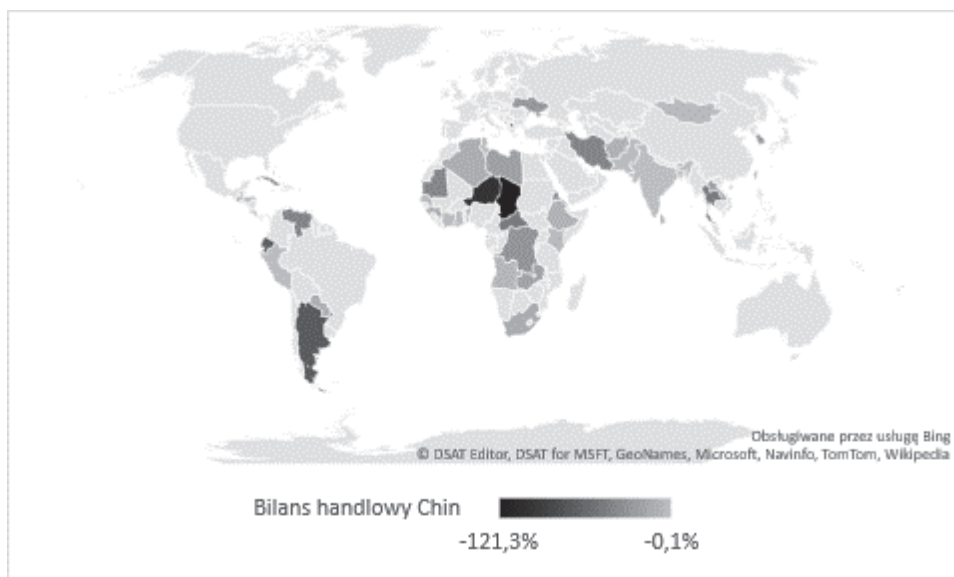 Obsługiwane przez usługę Bing
© DSAT Editor, DSAT for MSFT, GeoNames, Microsoft, Navinfo, TomTom, Wikipedia
Bilans handlowy Chin
-121,3% -0,1%